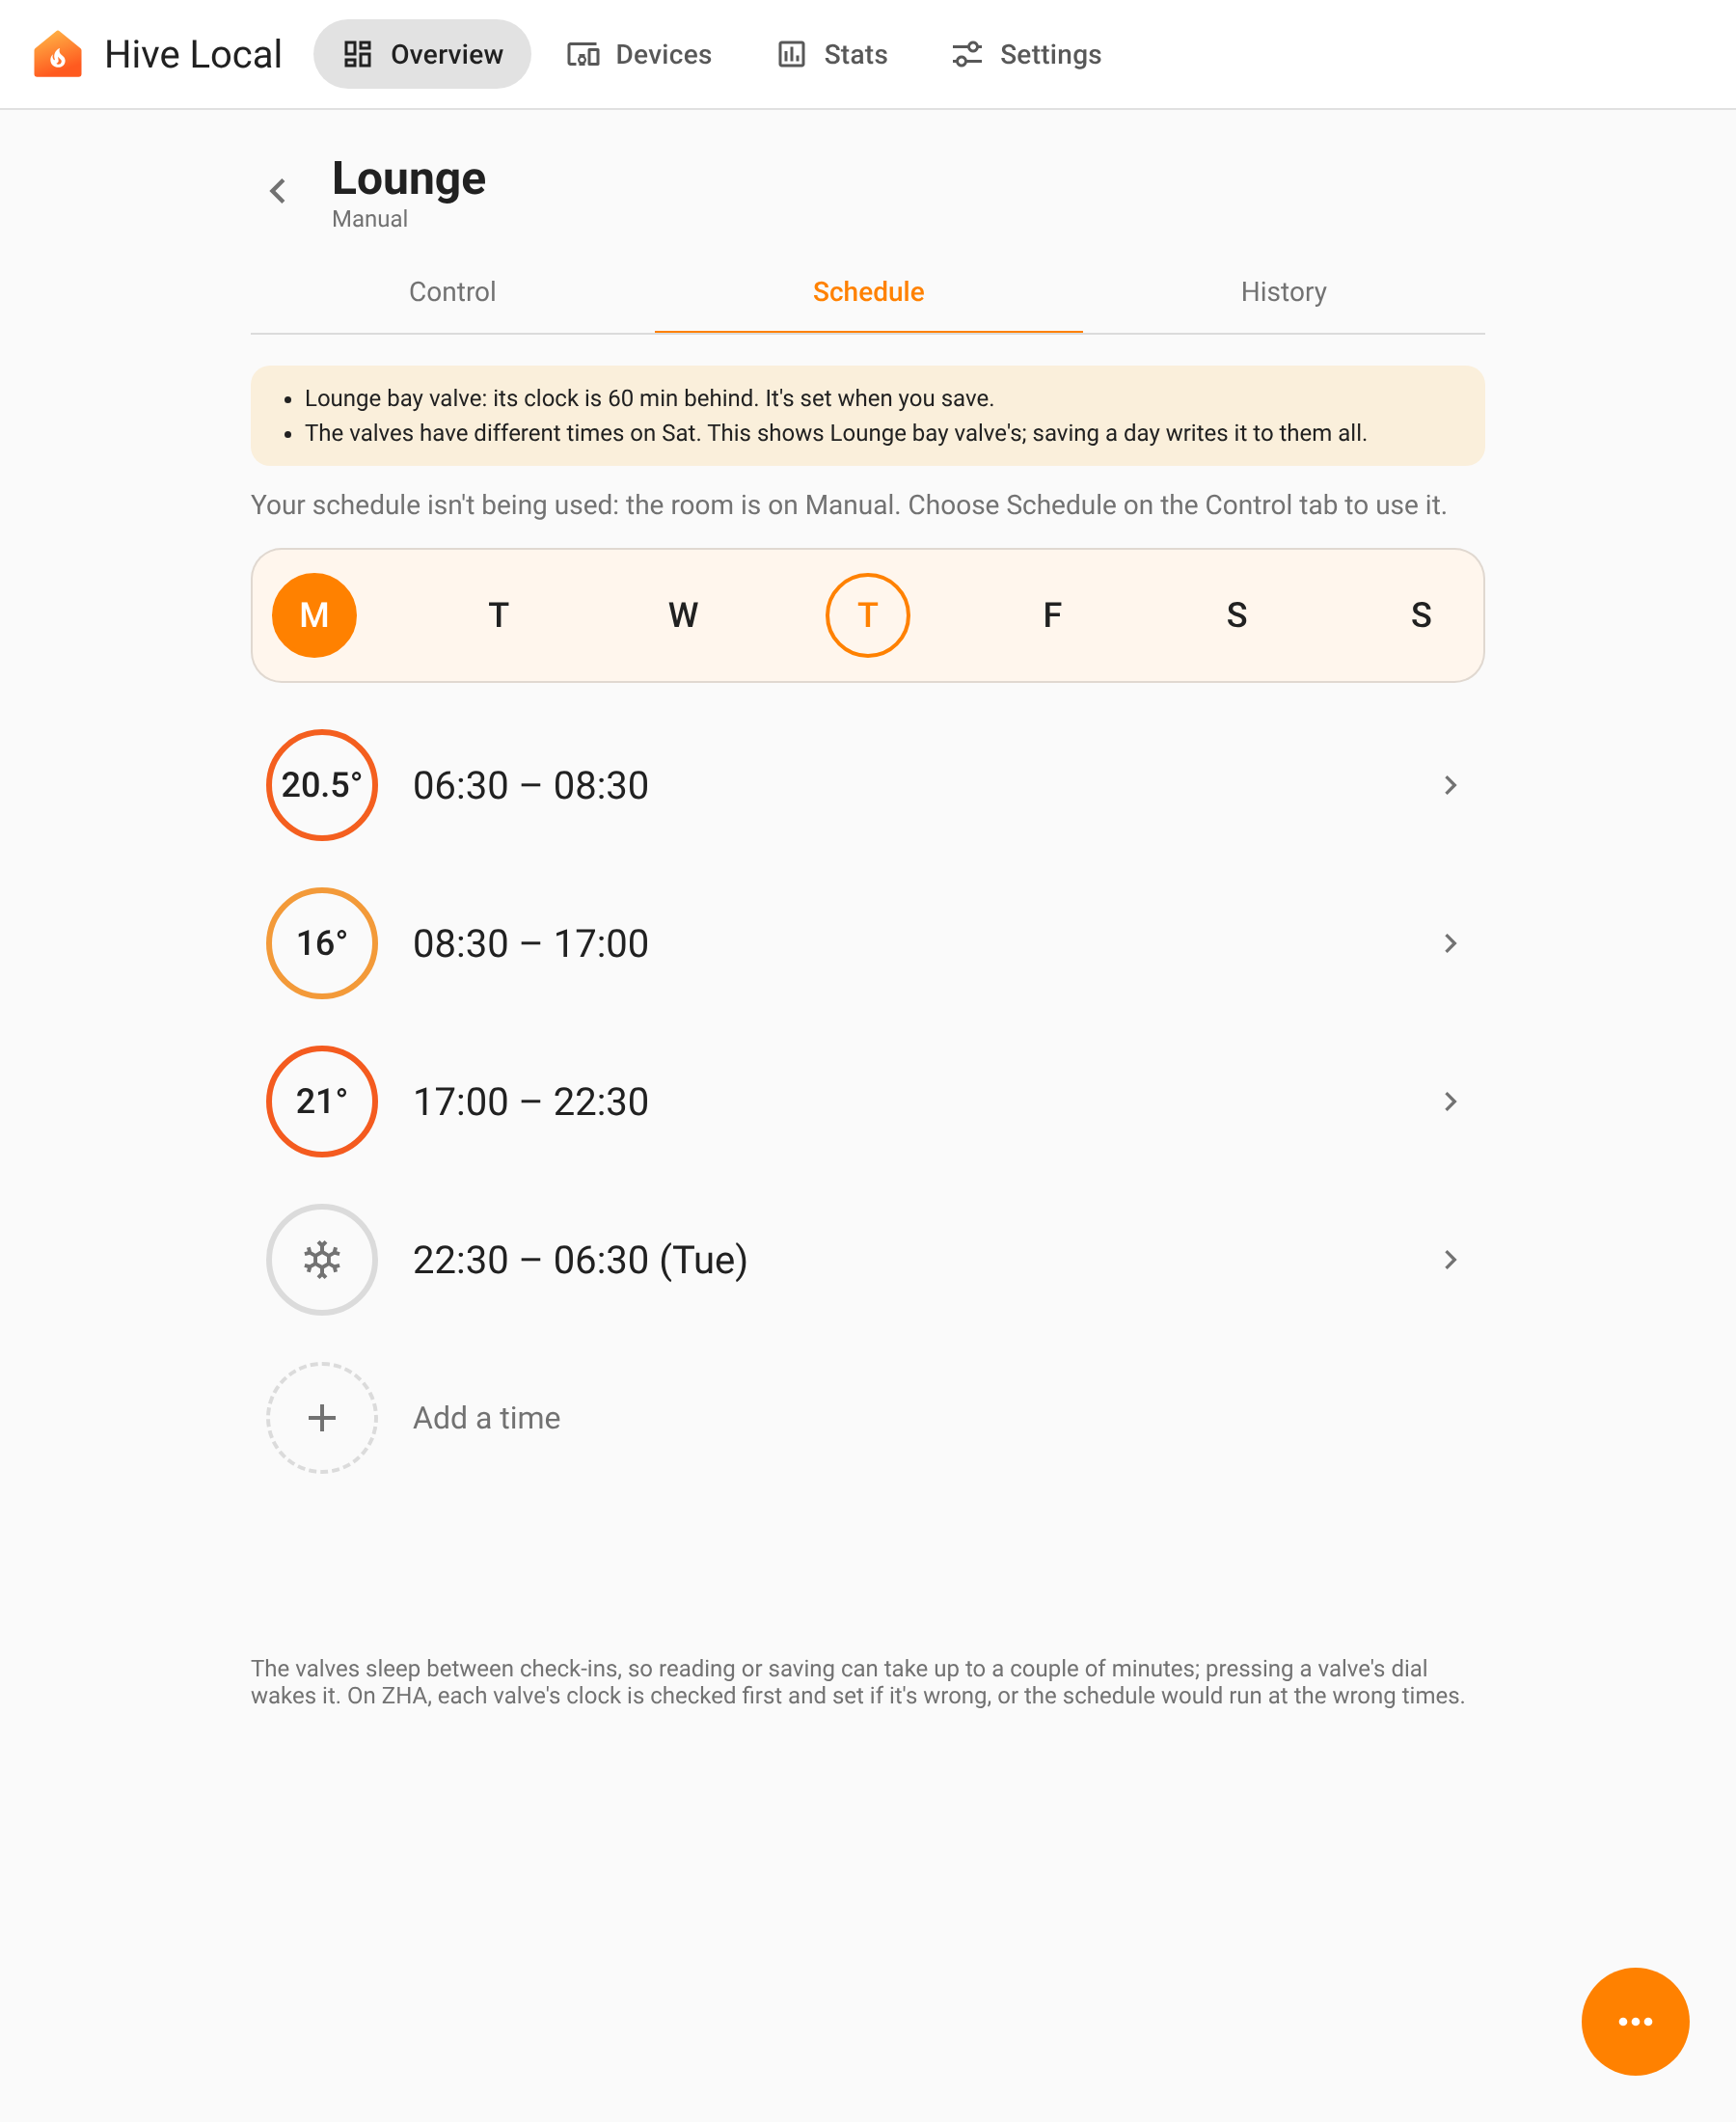 Hive Local
Overview
Devices
Stats
Settings
Lounge
Manual
Control
Schedule
History
• Lounge bay valve: its clock is 60 min behind. It's set when you save.
• The valves have different times on Sat. This shows Lounge bay valve's; saving a day writes it to them all.
Your schedule isn't being used: the room is on Manual. Choose Schedule on the Control tab to use it.
M T W T F S S
20.5° 06:30 – 08:30
16° 08:30 – 17:00
21° 17:00 – 22:30
22:30 – 06:30 (Tue)
Add a time
The valves sleep between check-ins, so reading or saving can take up to a couple of minutes; pressing a valve's dial
wakes it. On ZHA, each valve's clock is checked first and set if it's wrong, or the schedule would run at the wrong times.